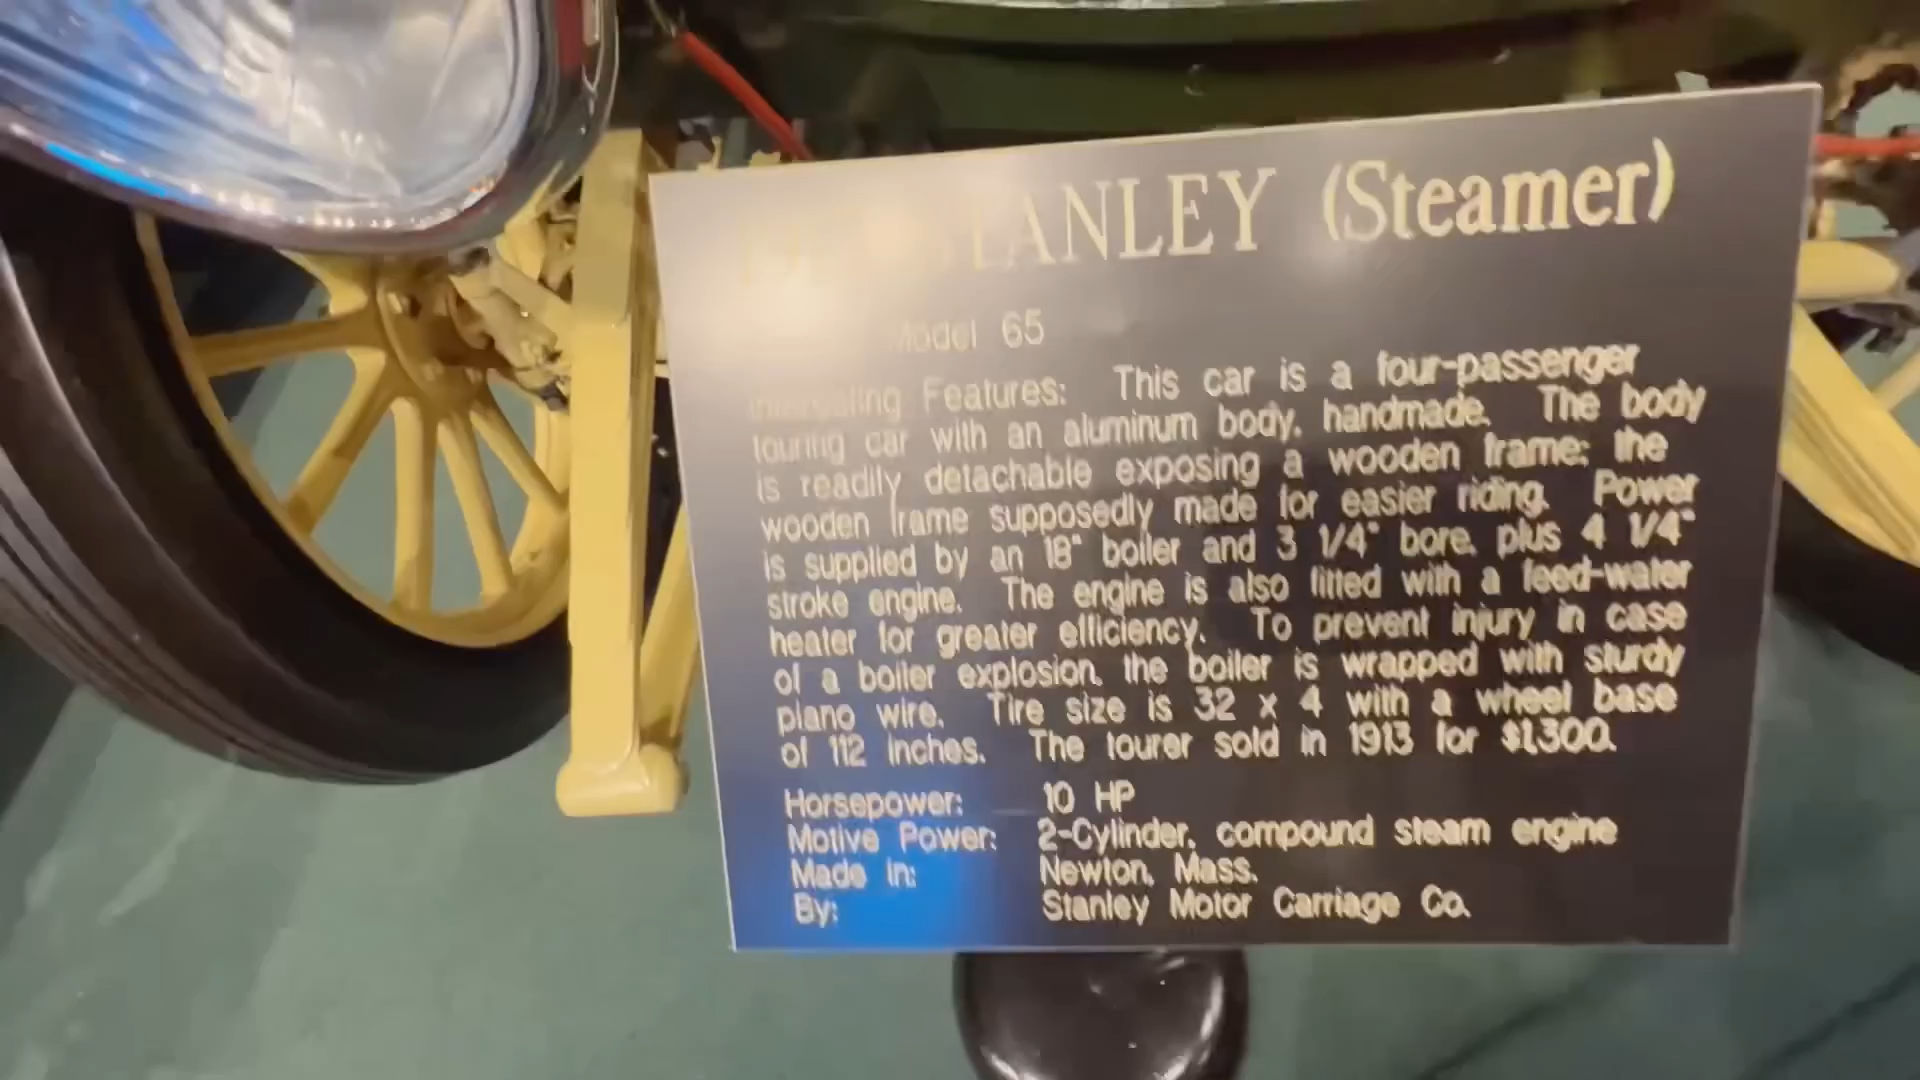 STANLEY (Steamer)
Model 65
Interesting Features: This car is a four-passenger
touring car with an aluminum body, handmade. The body
is readily detachable exposing a wooden frame; the
wooden frame supposedly made for easier riding. Power
is supplied by an 18" boiler and 3 1/4" bore, plus 4 1/4"
stroke engine. The engine is also fitted with a feed-water
heater for greater efficiency. To prevent injury in case
of a boiler explosion, the boiler is wrapped with sturdy
piano wire. Tire size is 32 x 4 with a wheel base
of 112 inches. The tourer sold in 1913 for $1,300.
Horsepower: 10 HP
Motive Power: 2-Cylinder, compound steam engine
Made in: Newton, Mass.
By: Stanley Motor Carriage Co.